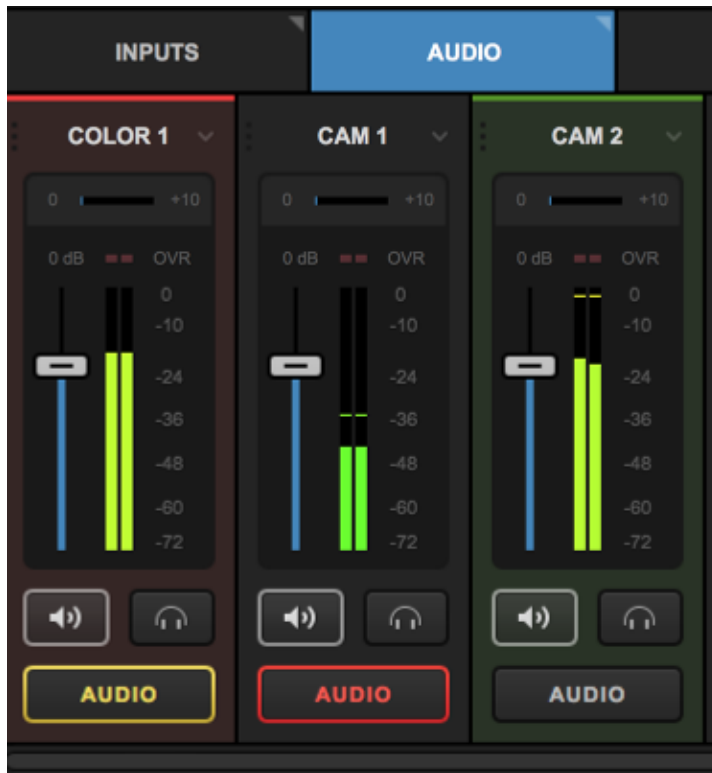 INPUTS AUDIO
COLOR 1 CAM 1 CAM 2
0 +10 0 +10 0 +10
0 dB OVR 0 dB OVR 0 dB OVR
0 0 0
-10 -10 -10
-24 -24 -24
-36 -36 -36
-48 -48 -48
-60 -60 -60
-72 -72 -72
AUDIO AUDIO AUDIO